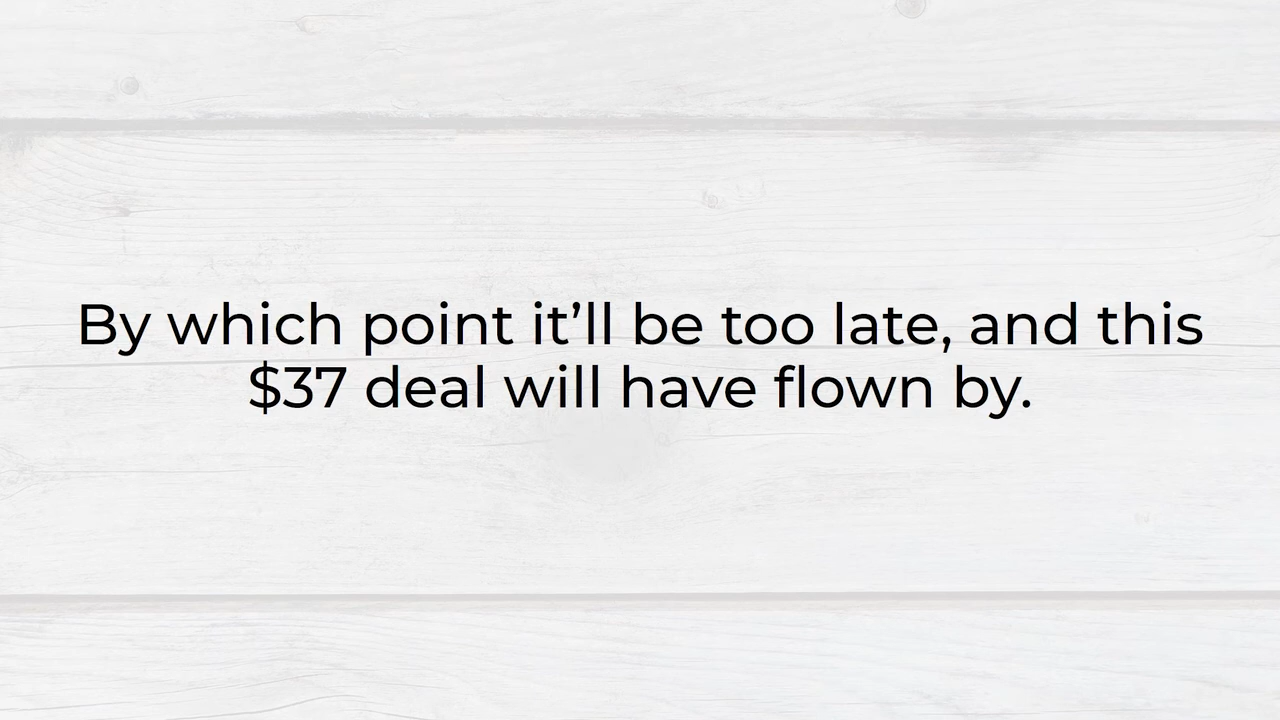 By which point it’ll be too late, and this
$37 deal will have flown by.